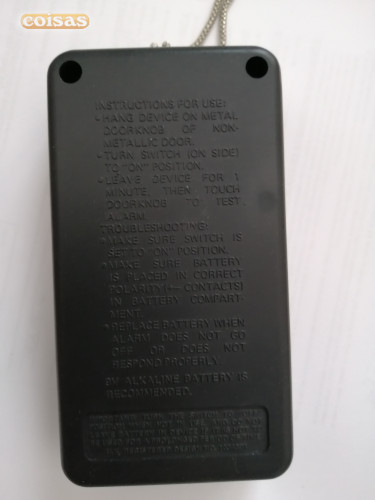 coisas
INSTRUCTIONS FOR USE:
• HANG DEVICE ON METAL
DOORKNOB OF NON-
METALLIC DOOR.
• TURN SWITCH (ON SIDE)
TO "ON" POSITION.
• LEAVE DEVICE FOR 1
MINUTE, THEN TOUCH
DOORKNOB TO TEST
ALARM.
TROUBLESHOOTING:
• MAKE SURE SWITCH IS
SET TO "ON" POSITION.
• MAKE SURE BATTERY
IS PLACED IN CORRECT
POLARITY (+- CONTACTS)
IN BATTERY COMPART-
MENT.
• REPLACE BATTERY WHEN
ALARM DOES NOT GO
OFF OR DOES NOT
RESPOND PROPERLY.
9V ALKALINE BATTERY IS
RECOMMENDED.